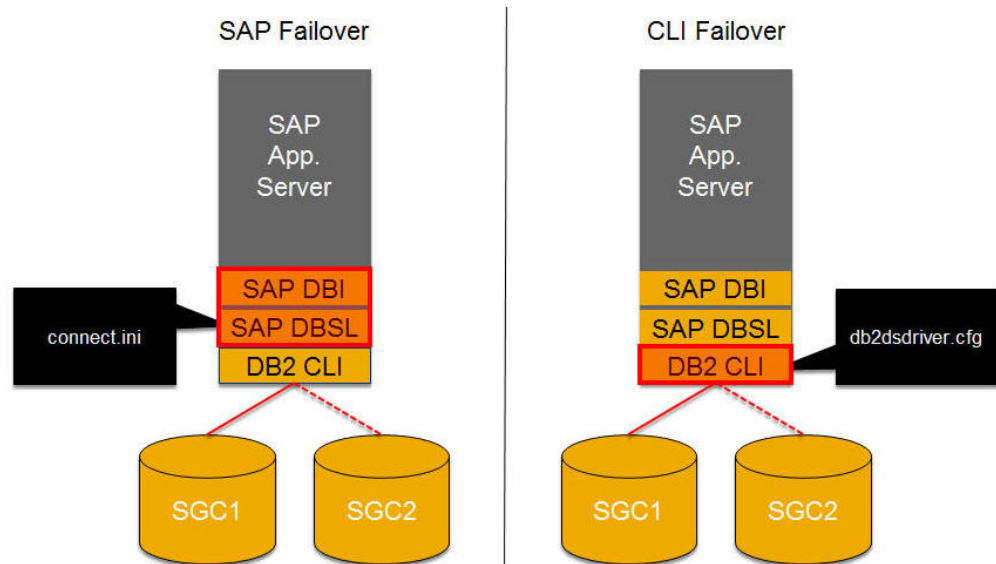 SAP Failover
SAP
App.
Server
SAP DBI
SAP DBSL
DB2 CLI
connect.ini
SGC1
SGC2
CLI Failover
SAP
App.
Server
SAP DBI
SAP DBSL
DB2 CLI
db2dsdriver.cfg
SGC1
SGC2